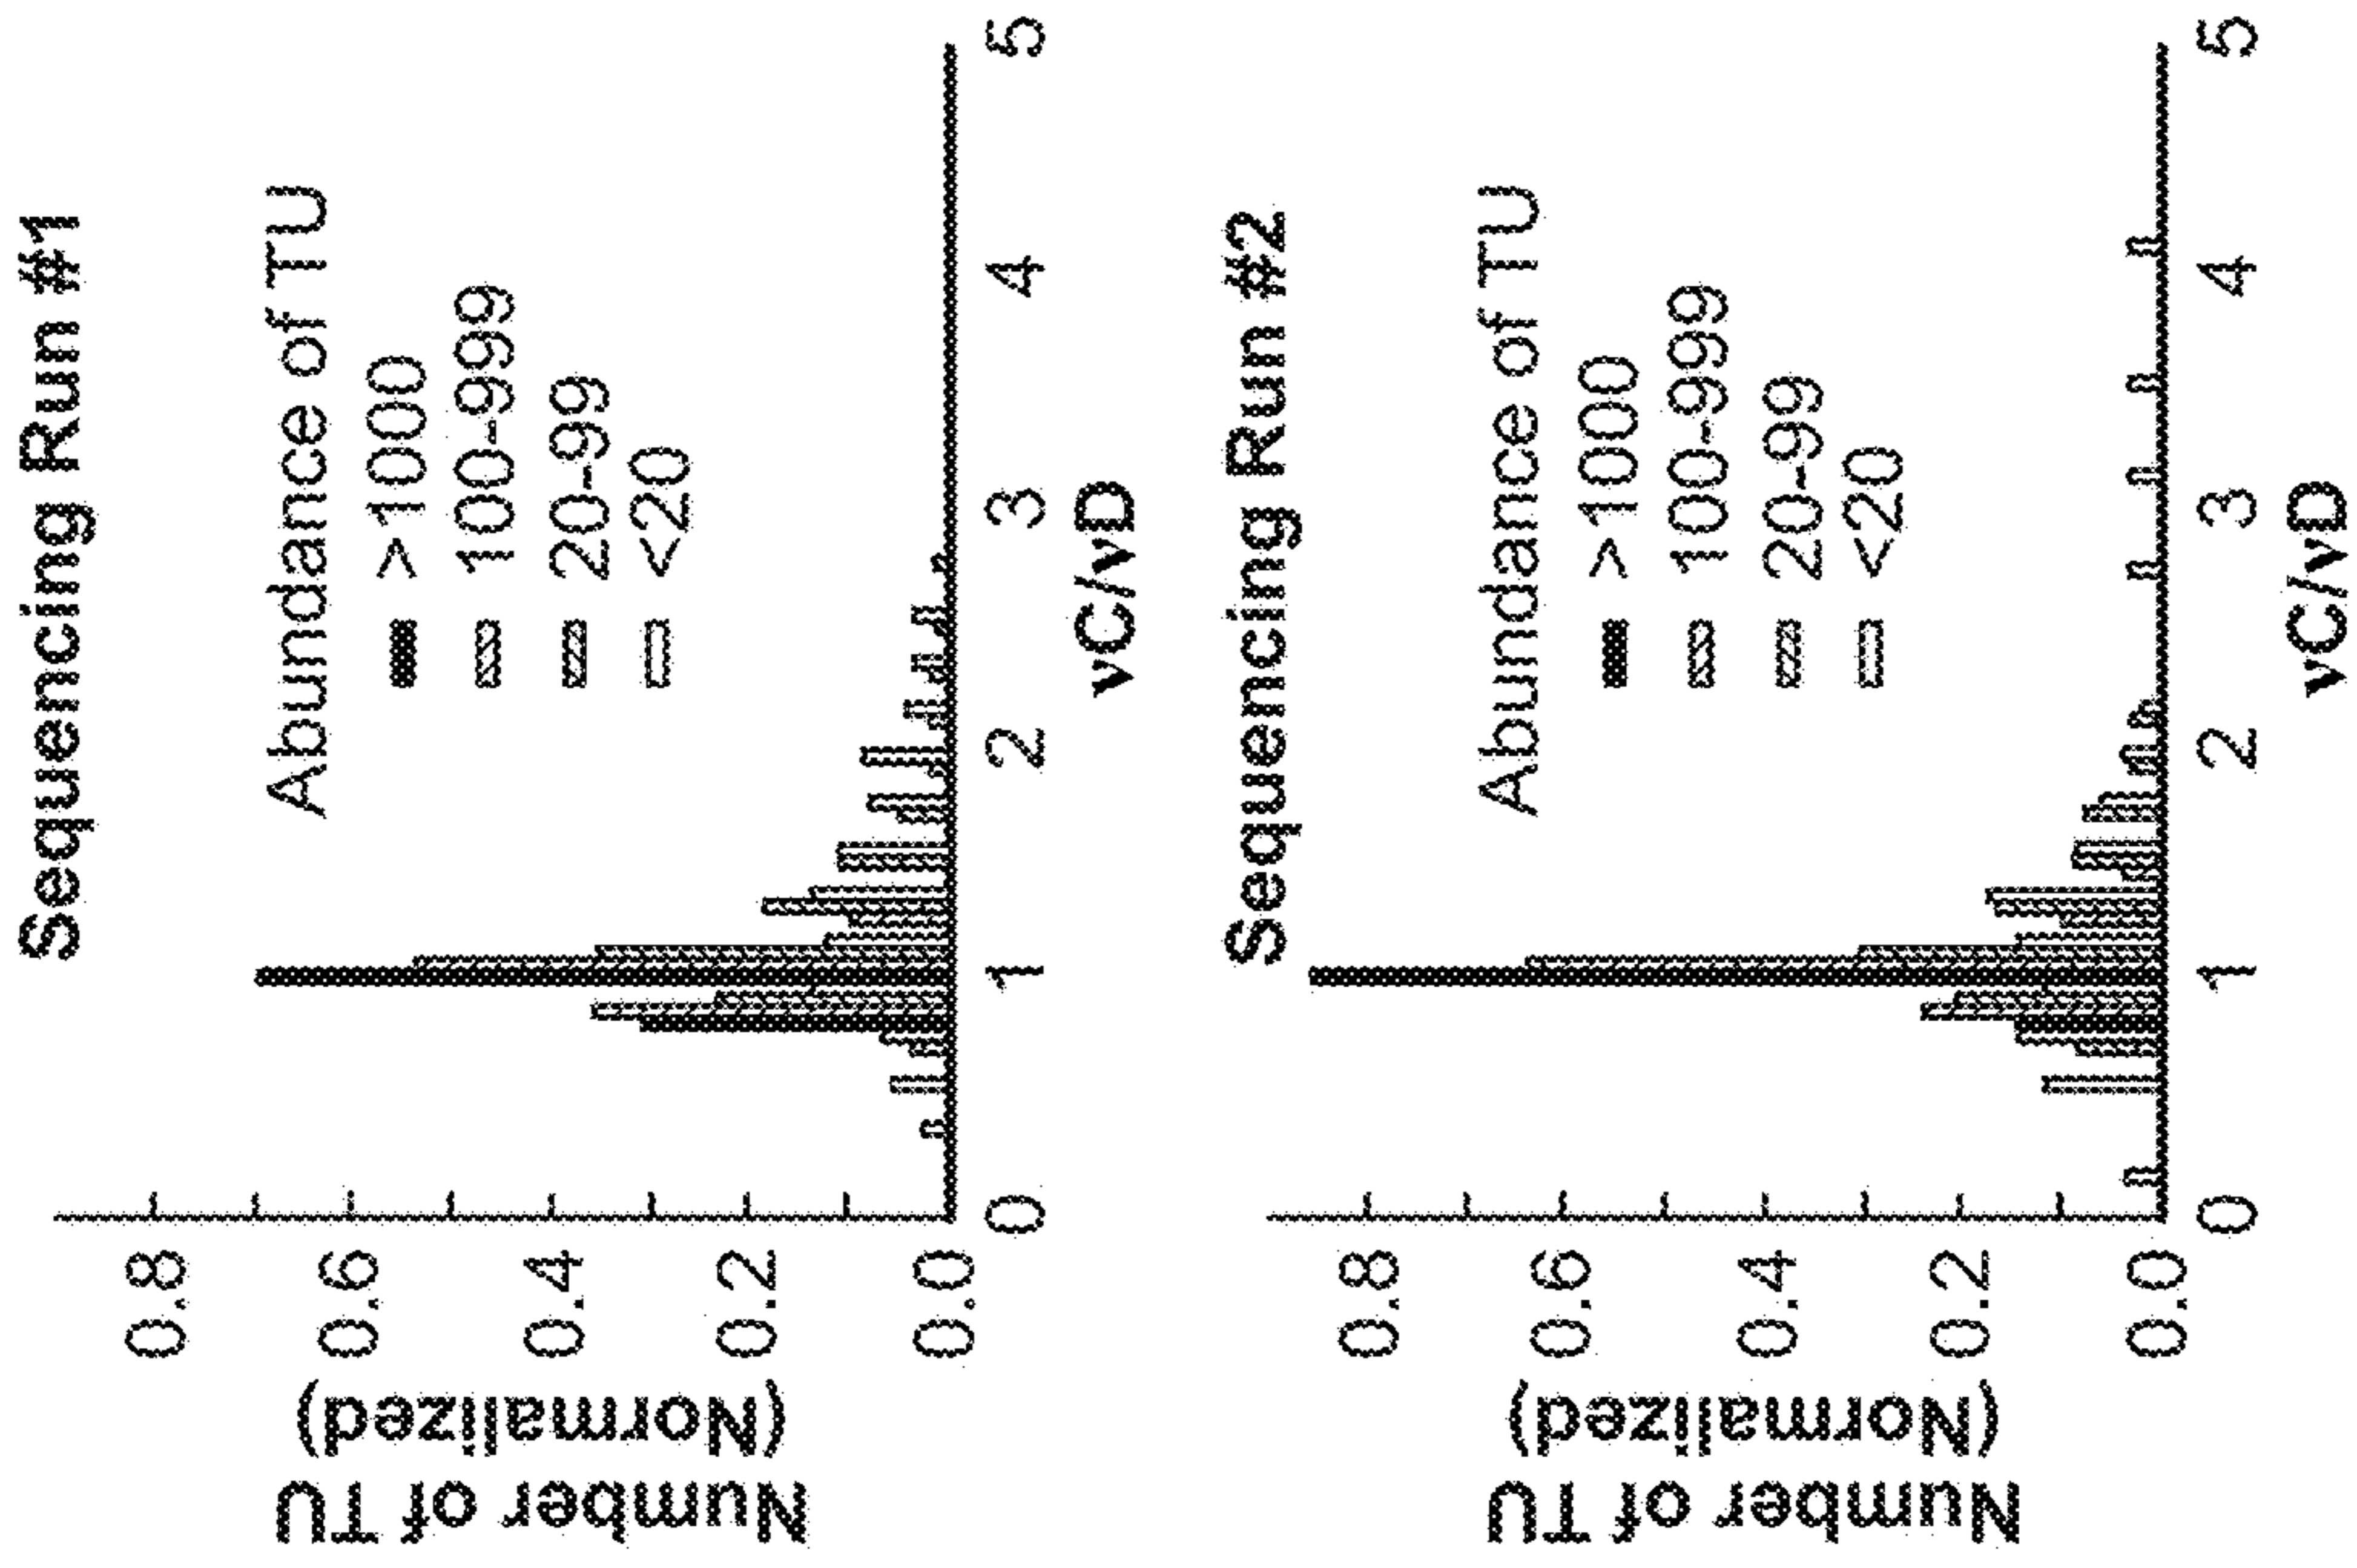 Sequencing Run #1
Number of TU
(Normalized)
0.8
0.6
0.4
0.2
0.0
Abundance of TU
>1000
100-999
20-99
<20
0 1 2 3 4 5
vC/vD
Sequencing Run #2
Number of TU
(Normalized)
0.8
0.6
0.4
0.2
0.0
Abundance of TU
>1000
100-999
20-99
<20
0 1 2 3 4 5
vC/vD